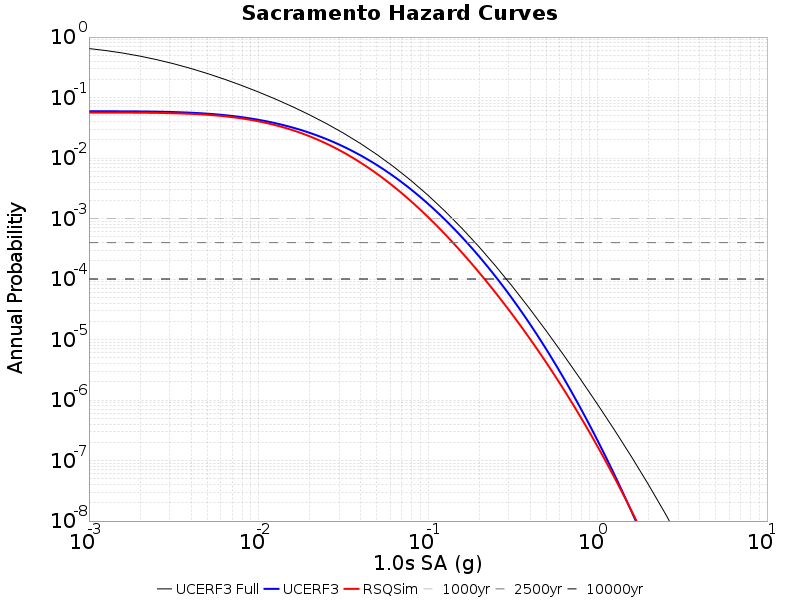 Sacramento Hazard Curves
Annual Probabilitiy
10^0
10^-1
10^-2
10^-3
10^-4
10^-5
10^-6
10^-7
10^-8
10^-3 10^-2 10^-1 10^0 10^1
1.0s SA (g)
UCERF3 Full UCERF3 RSQSim 1000yr 2500yr 10000yr